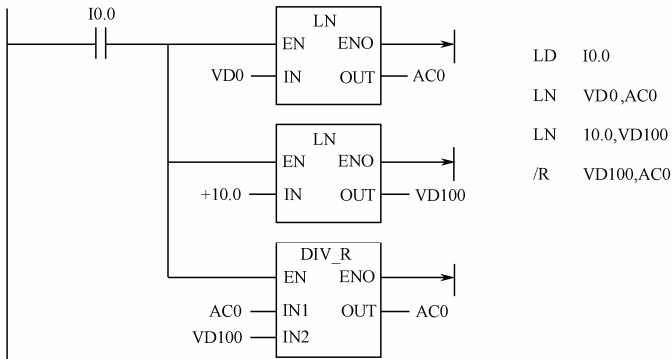 I0.0
LN
EN ENO
VD0 IN OUT AC0
LN
EN ENO
+10.0 IN OUT VD100
DIV_R
EN ENO
AC0 IN1 OUT AC0
VD100 IN2
LD I0.0
LN VD0,AC0
LN 10.0,VD100
/R VD100,AC0